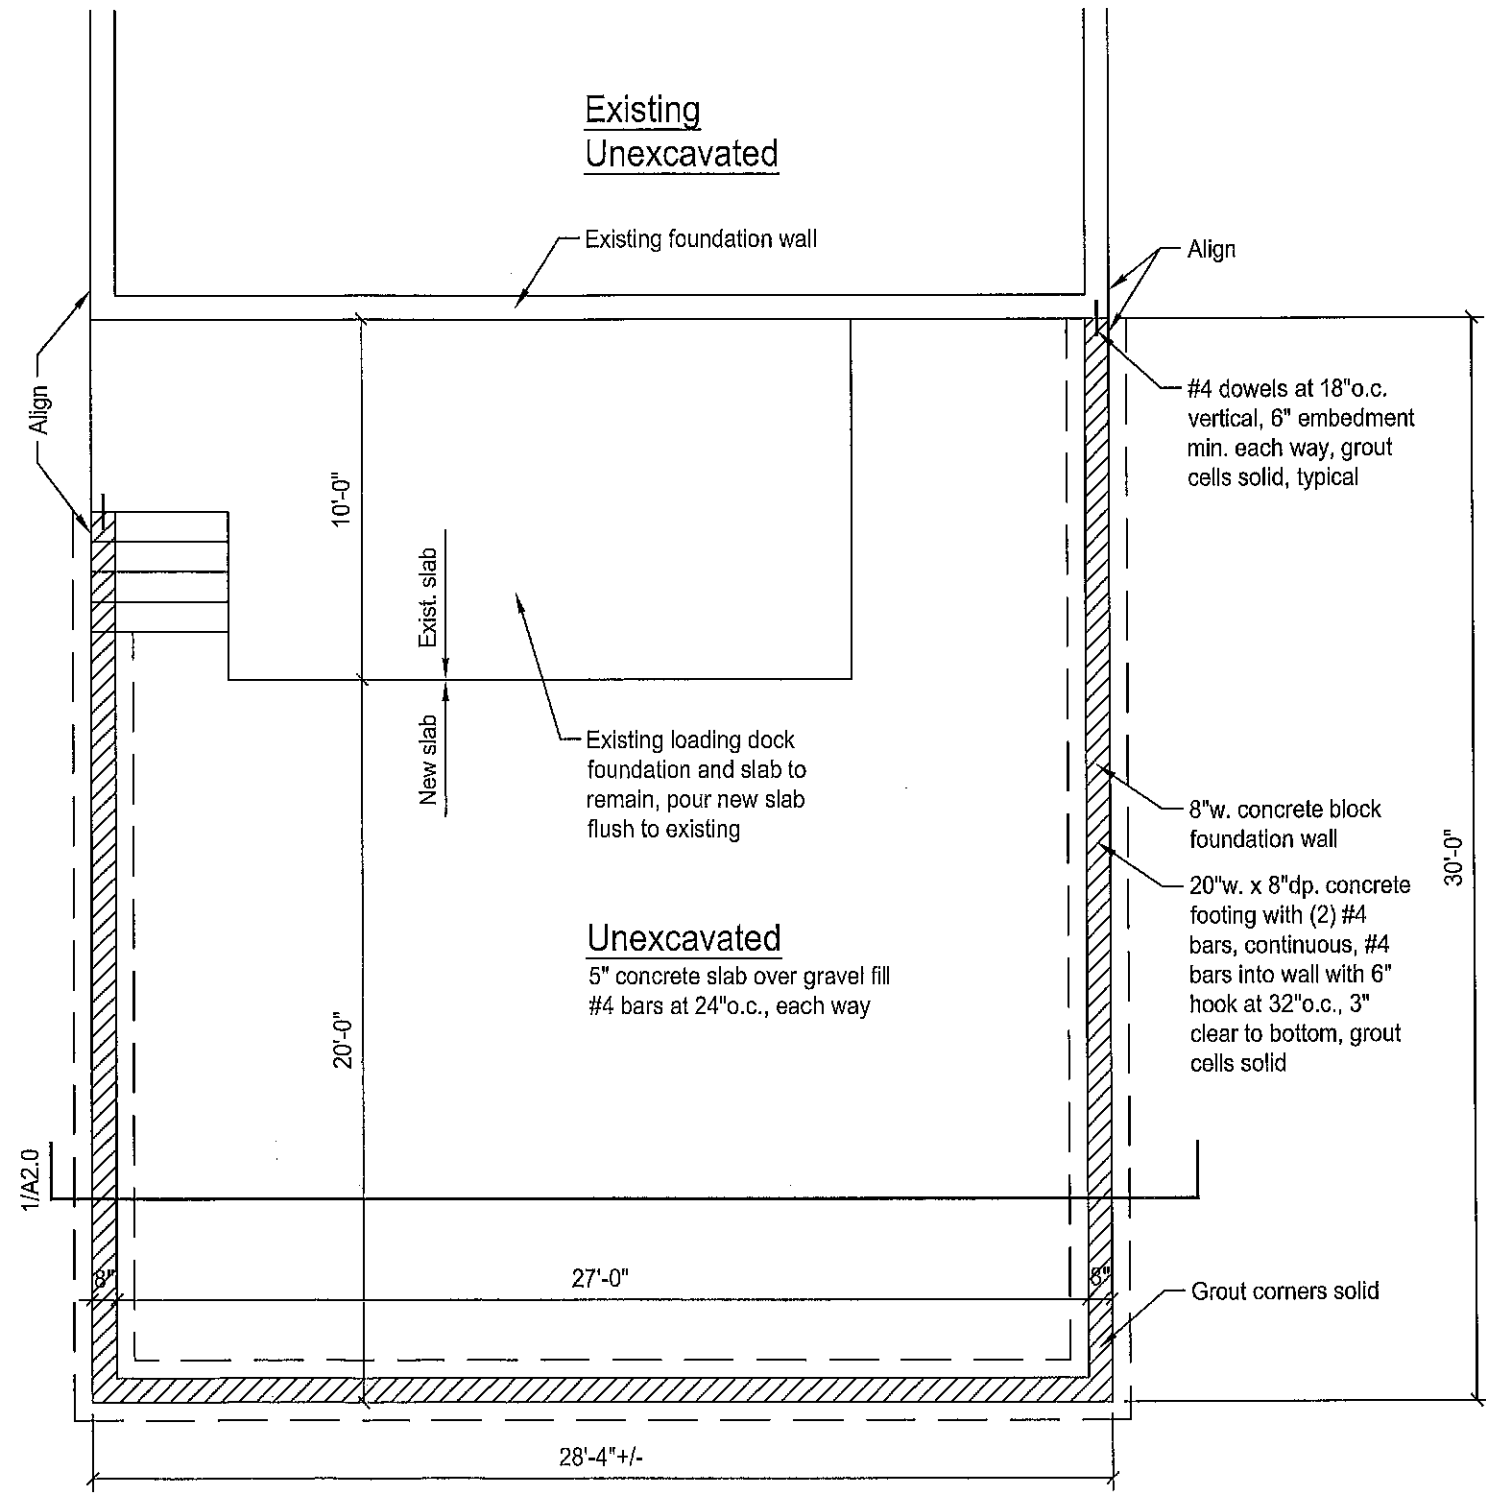 Existing
Unexcavated
Existing foundation wall
Align
Align
#4 dowels at 18"o.c.
vertical, 6" embedment
min. each way, grout
cells solid, typical
10'-0"
Exist. slab
New slab
Existing loading dock
foundation and slab to
remain, pour new slab
flush to existing
8"w. concrete block
foundation wall
30'-0"
20"w. x 8"dp. concrete
footing with (2) #4
bars, continuous, #4
bars into wall with 6"
hook at 32"o.c., 3"
clear to bottom, grout
cells solid
Unexcavated
5" concrete slab over gravel fill
#4 bars at 24"o.c., each way
20'-0"
1/A2.0
8"
27'-0"
8"
Grout corners solid
28'-4"+/-